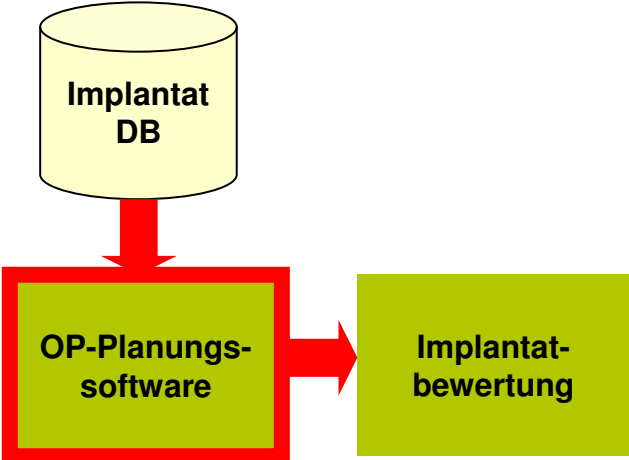 Implantat
DB
OP-Planungs-
software
Implantat-
bewertung